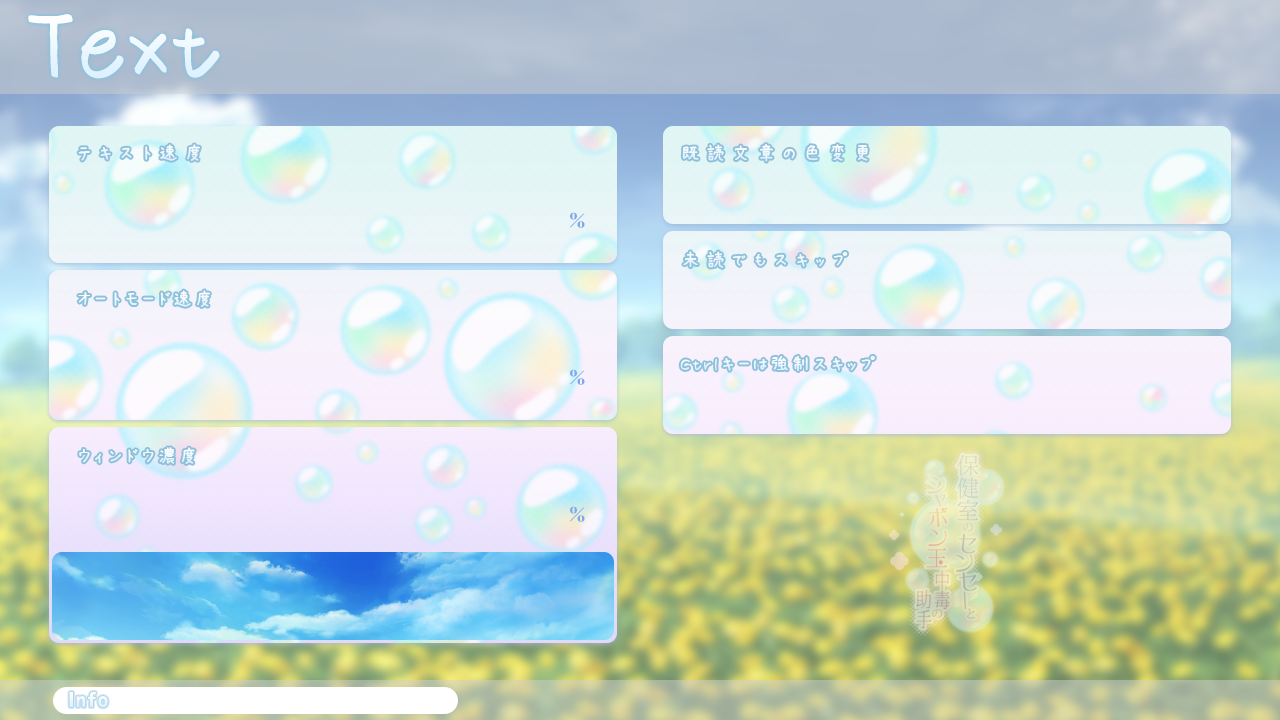 Text
テキスト速度
%
オートモード速度
%
ウィンドウ濃度
%
既読文章の色変更
未読でもスキップ
Ctrlキーは強制スキップ
保健室のセンセーと
シャボン玉中毒の
助手
Info